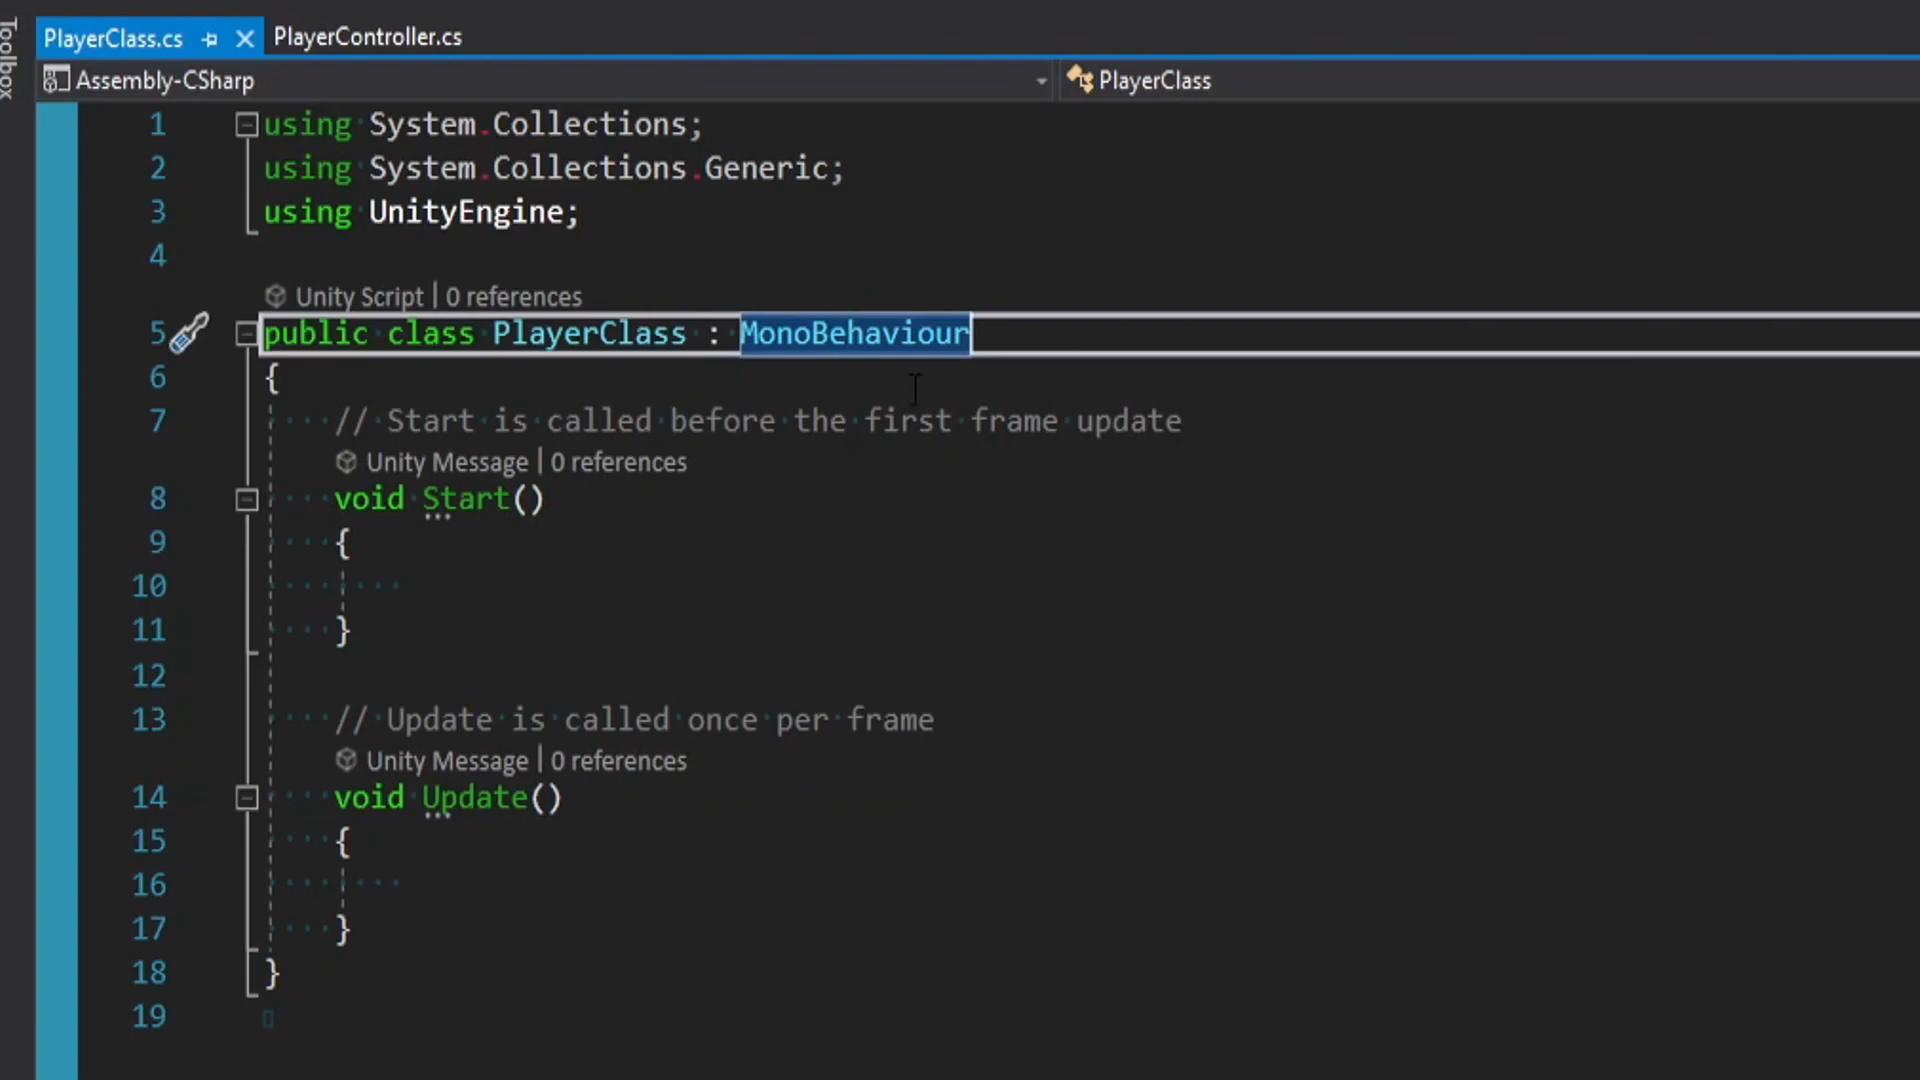 Toolbox
PlayerClass.cs PlayerController.cs
Assembly-CSharp PlayerClass
1 using System.Collections;
2 using System.Collections.Generic;
3 using UnityEngine;
4
Unity Script | 0 references
5 public class PlayerClass : MonoBehaviour
6 {
7 // Start is called before the first frame update
Unity Message | 0 references
8 void Start()
9 {
10
11 }
12
13 // Update is called once per frame
Unity Message | 0 references
14 void Update()
15 {
16
17 }
18 }
19